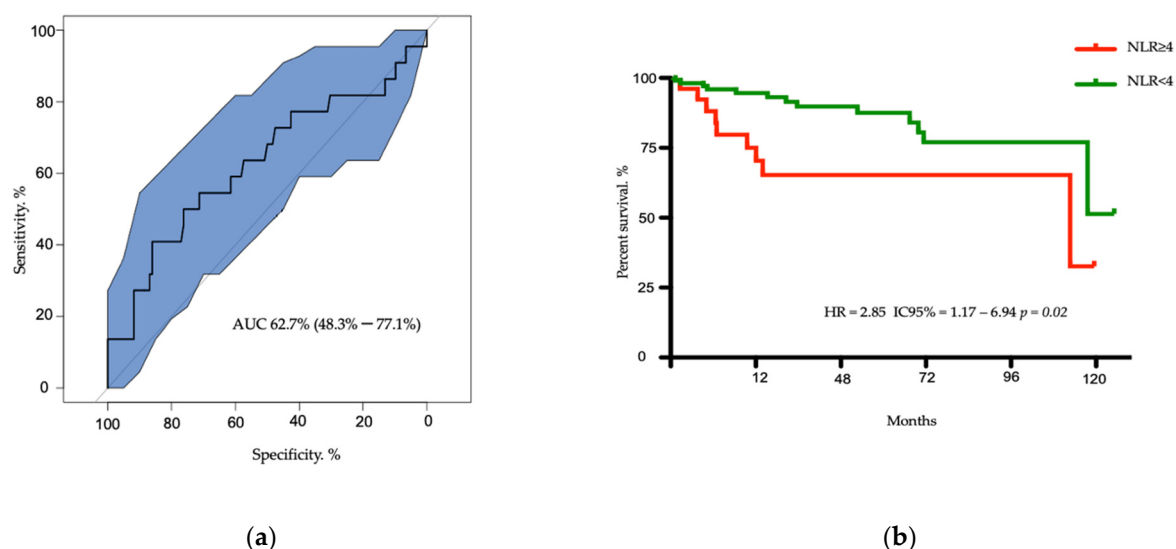 100
80
60
40
20
0
Sensitivity. %
AUC 62.7% (48.3% — 77.1%)
100 80 60 40 20 0
Specificity. %
(a)
NLR≥4
NLR<4
100
75
50
25
0
Percent survival. %
HR = 2.85 IC95% = 1.17 – 6.94 p = 0.02
12 48 72 96 120
Months
(b)